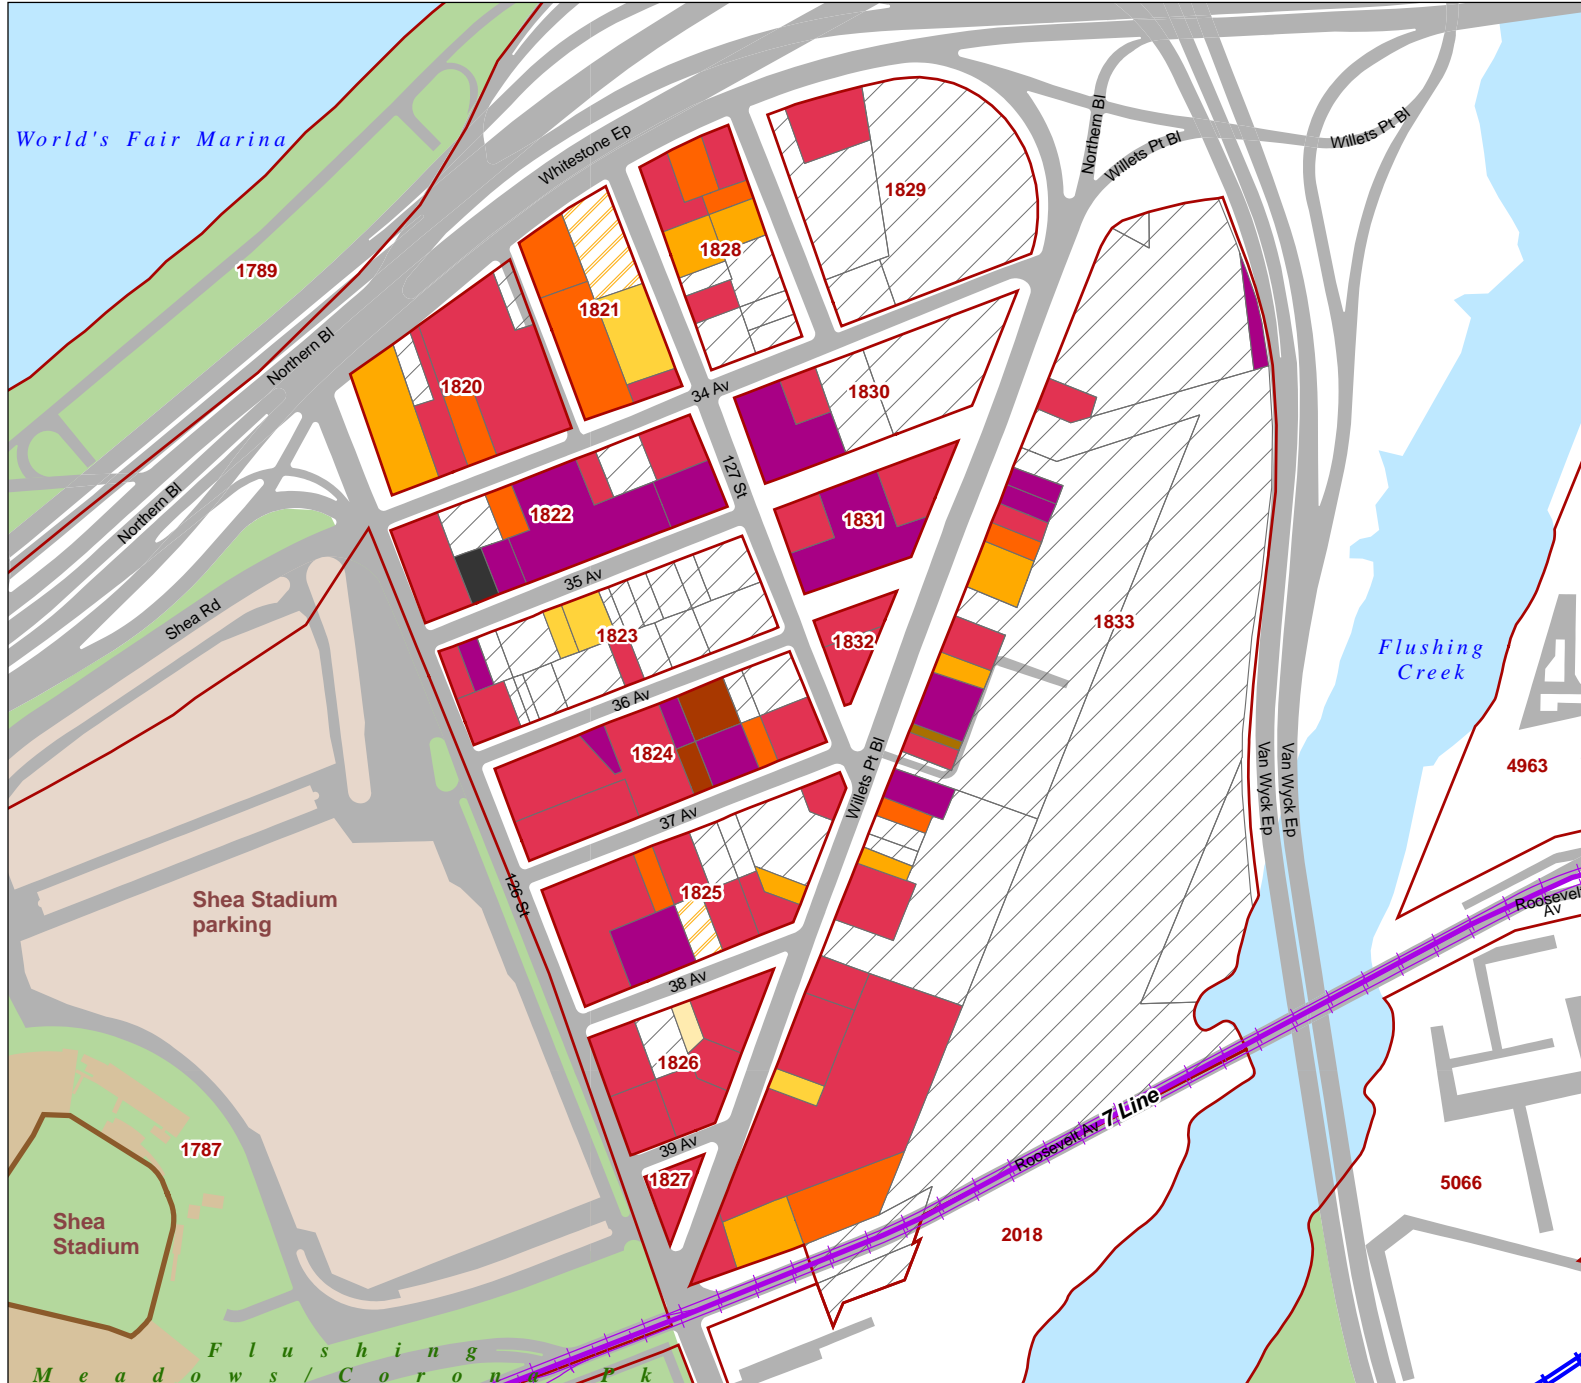 World's Fair Marina
Whitestone Ep
Northern Bl
Willets Pt Bl
Willets Pt Bl
1829
1828
1789
1821
Northern Bl
1820
34 Av
1830
127 St
Northern Bl
1822
1831
35 Av
Shea Rd
1823
1832
1833
Flushing
Creek
36 Av
1824
Willets Pt Bl
Van Wyck Ep
Van Wyck Ep
4963
37 Av
1825
126 St
Shea Stadium
parking
Roosevel
Av
38 Av
1826
7 Line
Roosevelt Av
39 Av
1787
1827
5066
Shea
Stadium
2018
Flushing
Meadows/Corona Pk